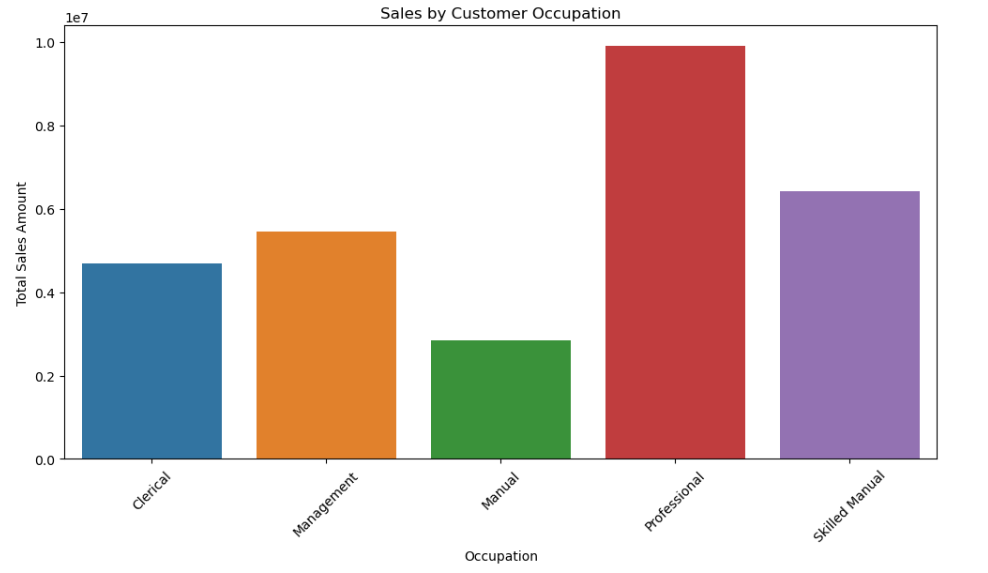 Sales by Customer Occupation
1e7
Total Sales Amount
1.0
0.8
0.6
0.4
0.2
0.0
Clerical
Management
Manual
Professional
Skilled Manual
Occupation